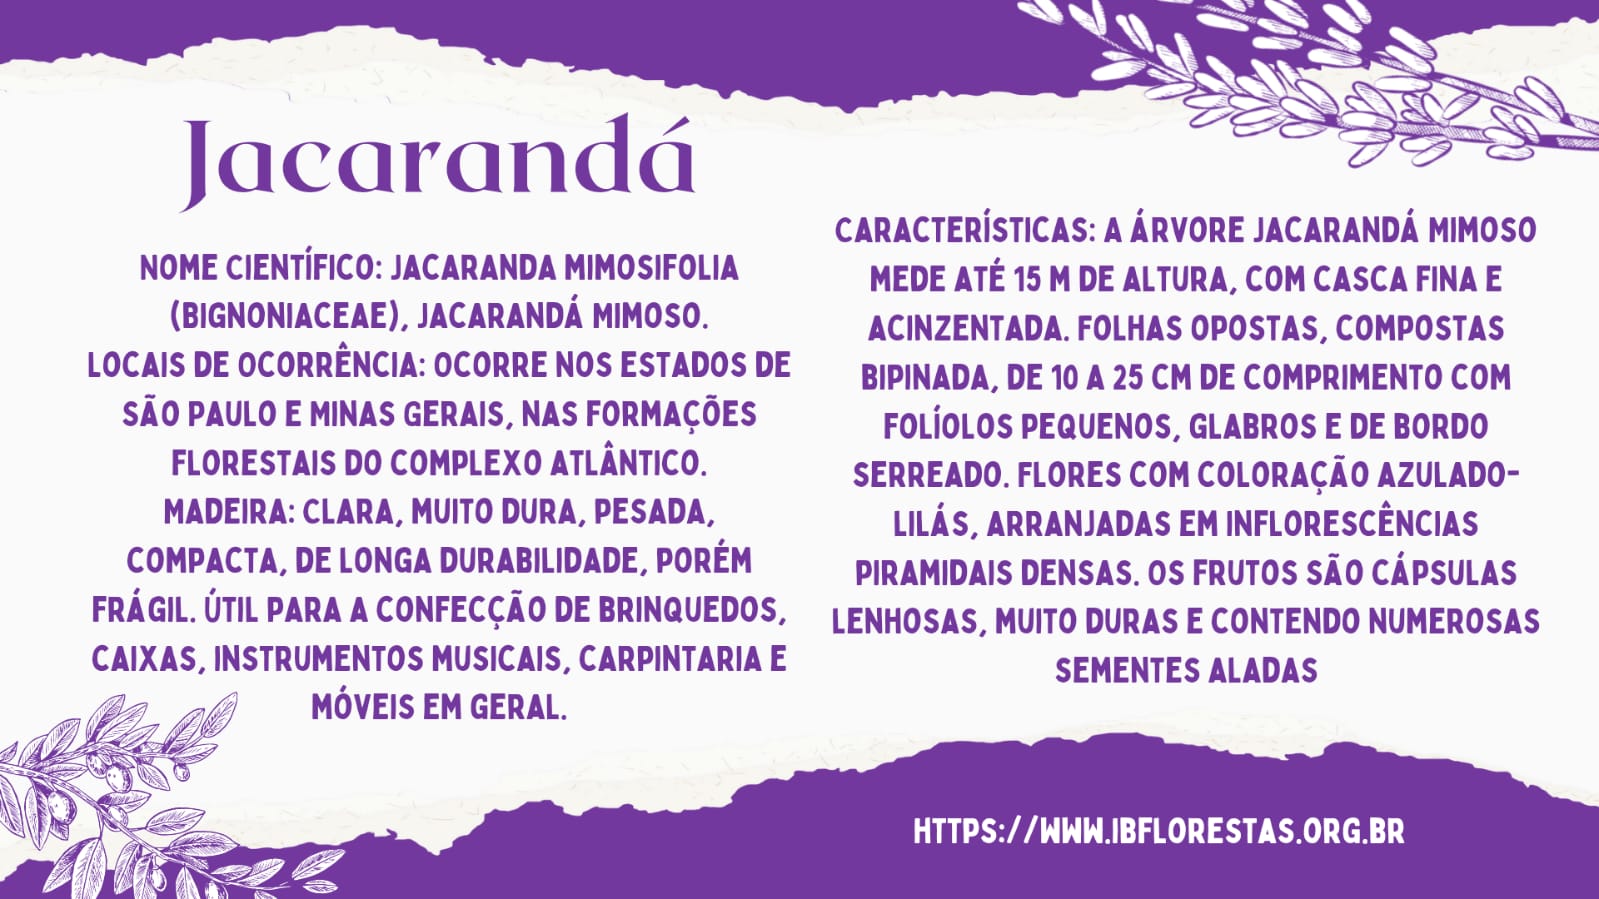 Jacarandá
NOME CIENTÍFICO: JACARANDA MIMOSIFOLIA
(BIGNONIACEAE), JACARANDÁ MIMOSO.
LOCAIS DE OCORRÊNCIA: OCORRE NOS ESTADOS DE
SÃO PAULO E MINAS GERAIS, NAS FORMAÇÕES
FLORESTAIS DO COMPLEXO ATLÂNTICO.
MADEIRA: CLARA, MUITO DURA, PESADA,
COMPACTA, DE LONGA DURABILIDADE, PORÉM
FRÁGIL. ÚTIL PARA A CONFECÇÃO DE BRINQUEDOS,
CAIXAS, INSTRUMENTOS MUSICAIS, CARPINTARIA E
MÓVEIS EM GERAL.
CARACTERÍSTICAS: A ÁRVORE JACARANDÁ MIMOSO
MEDE ATÉ 15 M DE ALTURA, COM CASCA FINA E
ACINZENTADA. FOLHAS OPOSTAS, COMPOSTAS
BIPINADA, DE 10 A 25 CM DE COMPRIMENTO COM
FOLÍOLOS PEQUENOS, GLABROS E DE BORDO
SERREADO. FLORES COM COLORAÇÃO AZULADO-
LILÁS, ARRANJADAS EM INFLORESCÊNCIAS
PIRAMIDAIS DENSAS. OS FRUTOS SÃO CÁPSULAS
LENHOSAS, MUITO DURAS E CONTENDO NUMEROSAS
SEMENTES ALADAS
HTTPS://WWW.IBFLORESTAS.ORG.BR